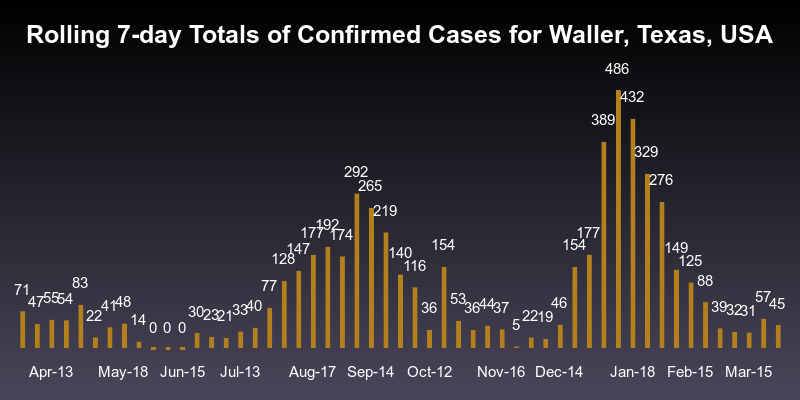 Rolling 7-day Totals of Confirmed Cases for Waller, Texas, USA
71 47 55 54 83 22 41 48 14 0 0 0 30 23 21 33 40 77 128 147 177 192 174 292 265 219 140 116 36 154 53 36 44 37 5 22 19 46 154 177 389 486 432 329 276 149 125 88 39 32 31 57 45
Apr-13 May-18 Jun-15 Jul-13 Aug-17 Sep-14 Oct-12 Nov-16 Dec-14 Jan-18 Feb-15 Mar-15